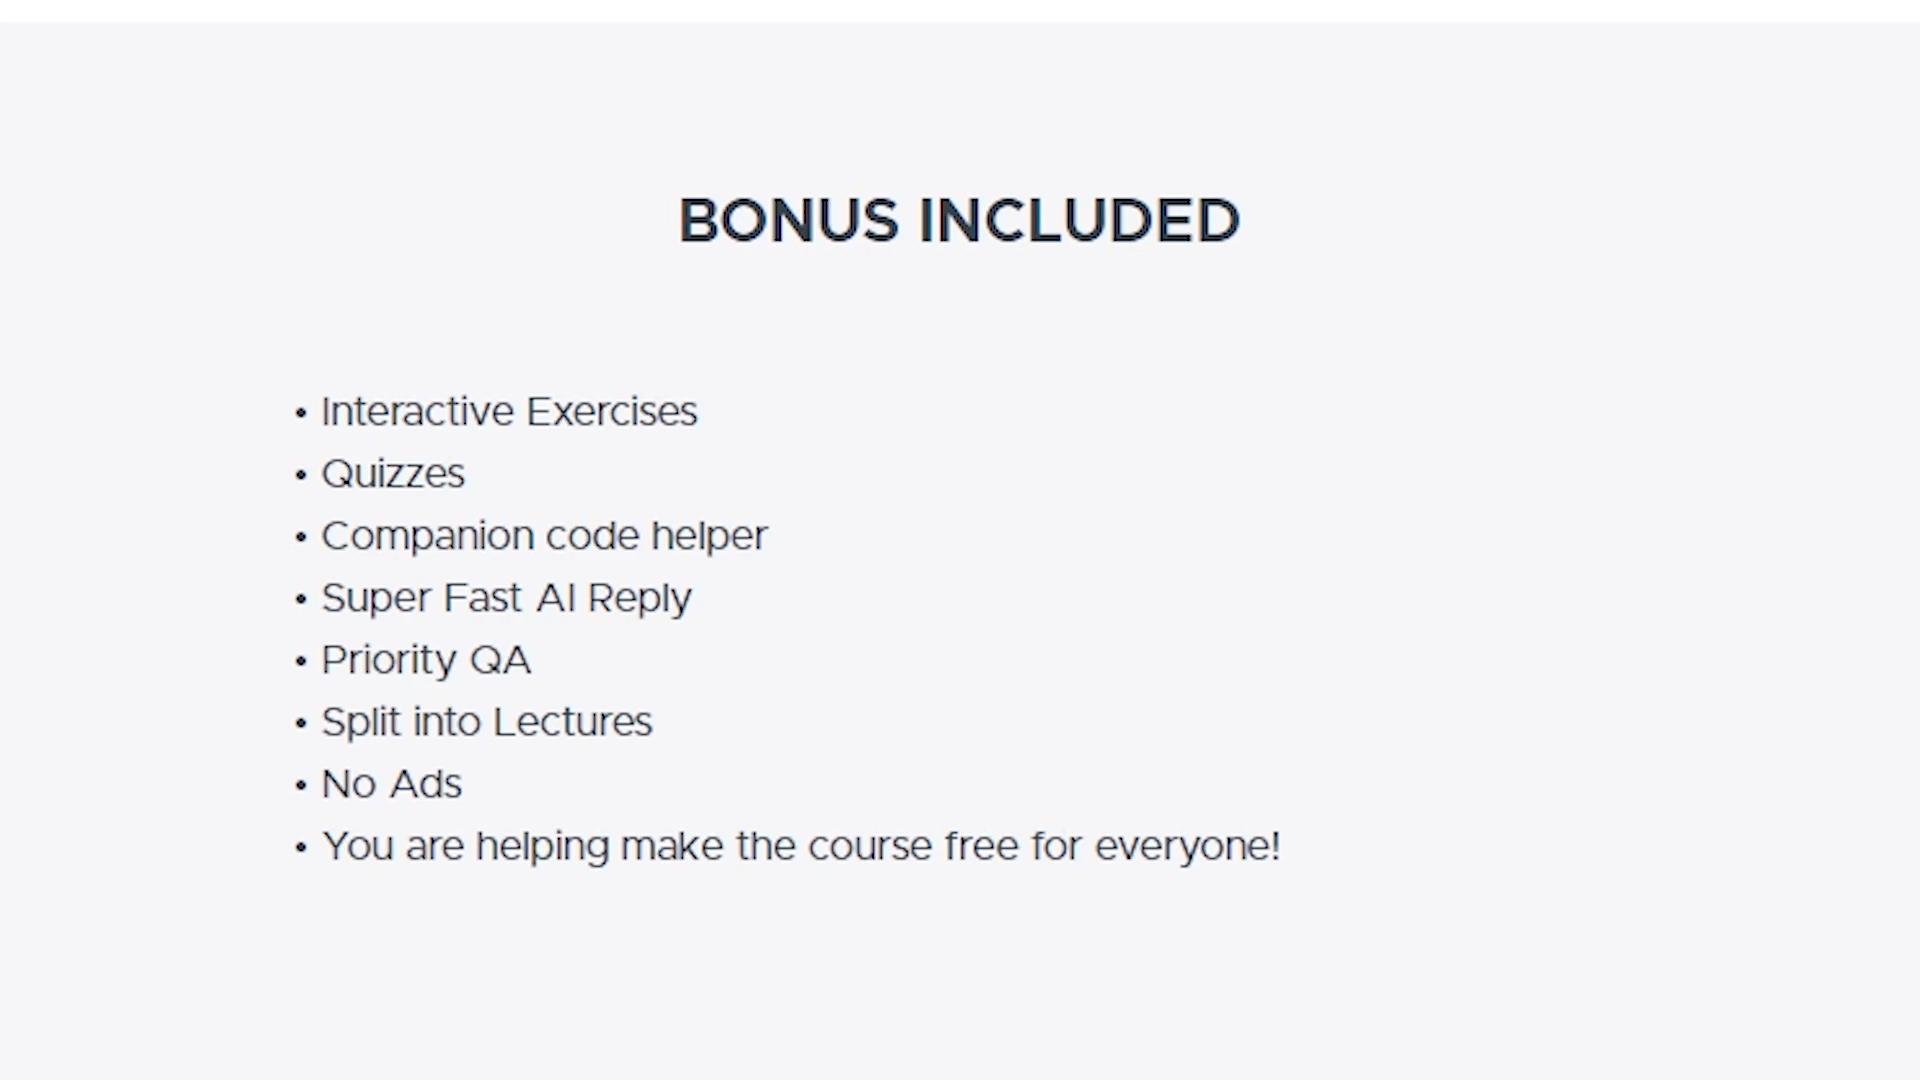 BONUS INCLUDED
• Interactive Exercises
• Quizzes
• Companion code helper
• Super Fast AI Reply
• Priority QA
• Split into Lectures
• No Ads
• You are helping make the course free for everyone!